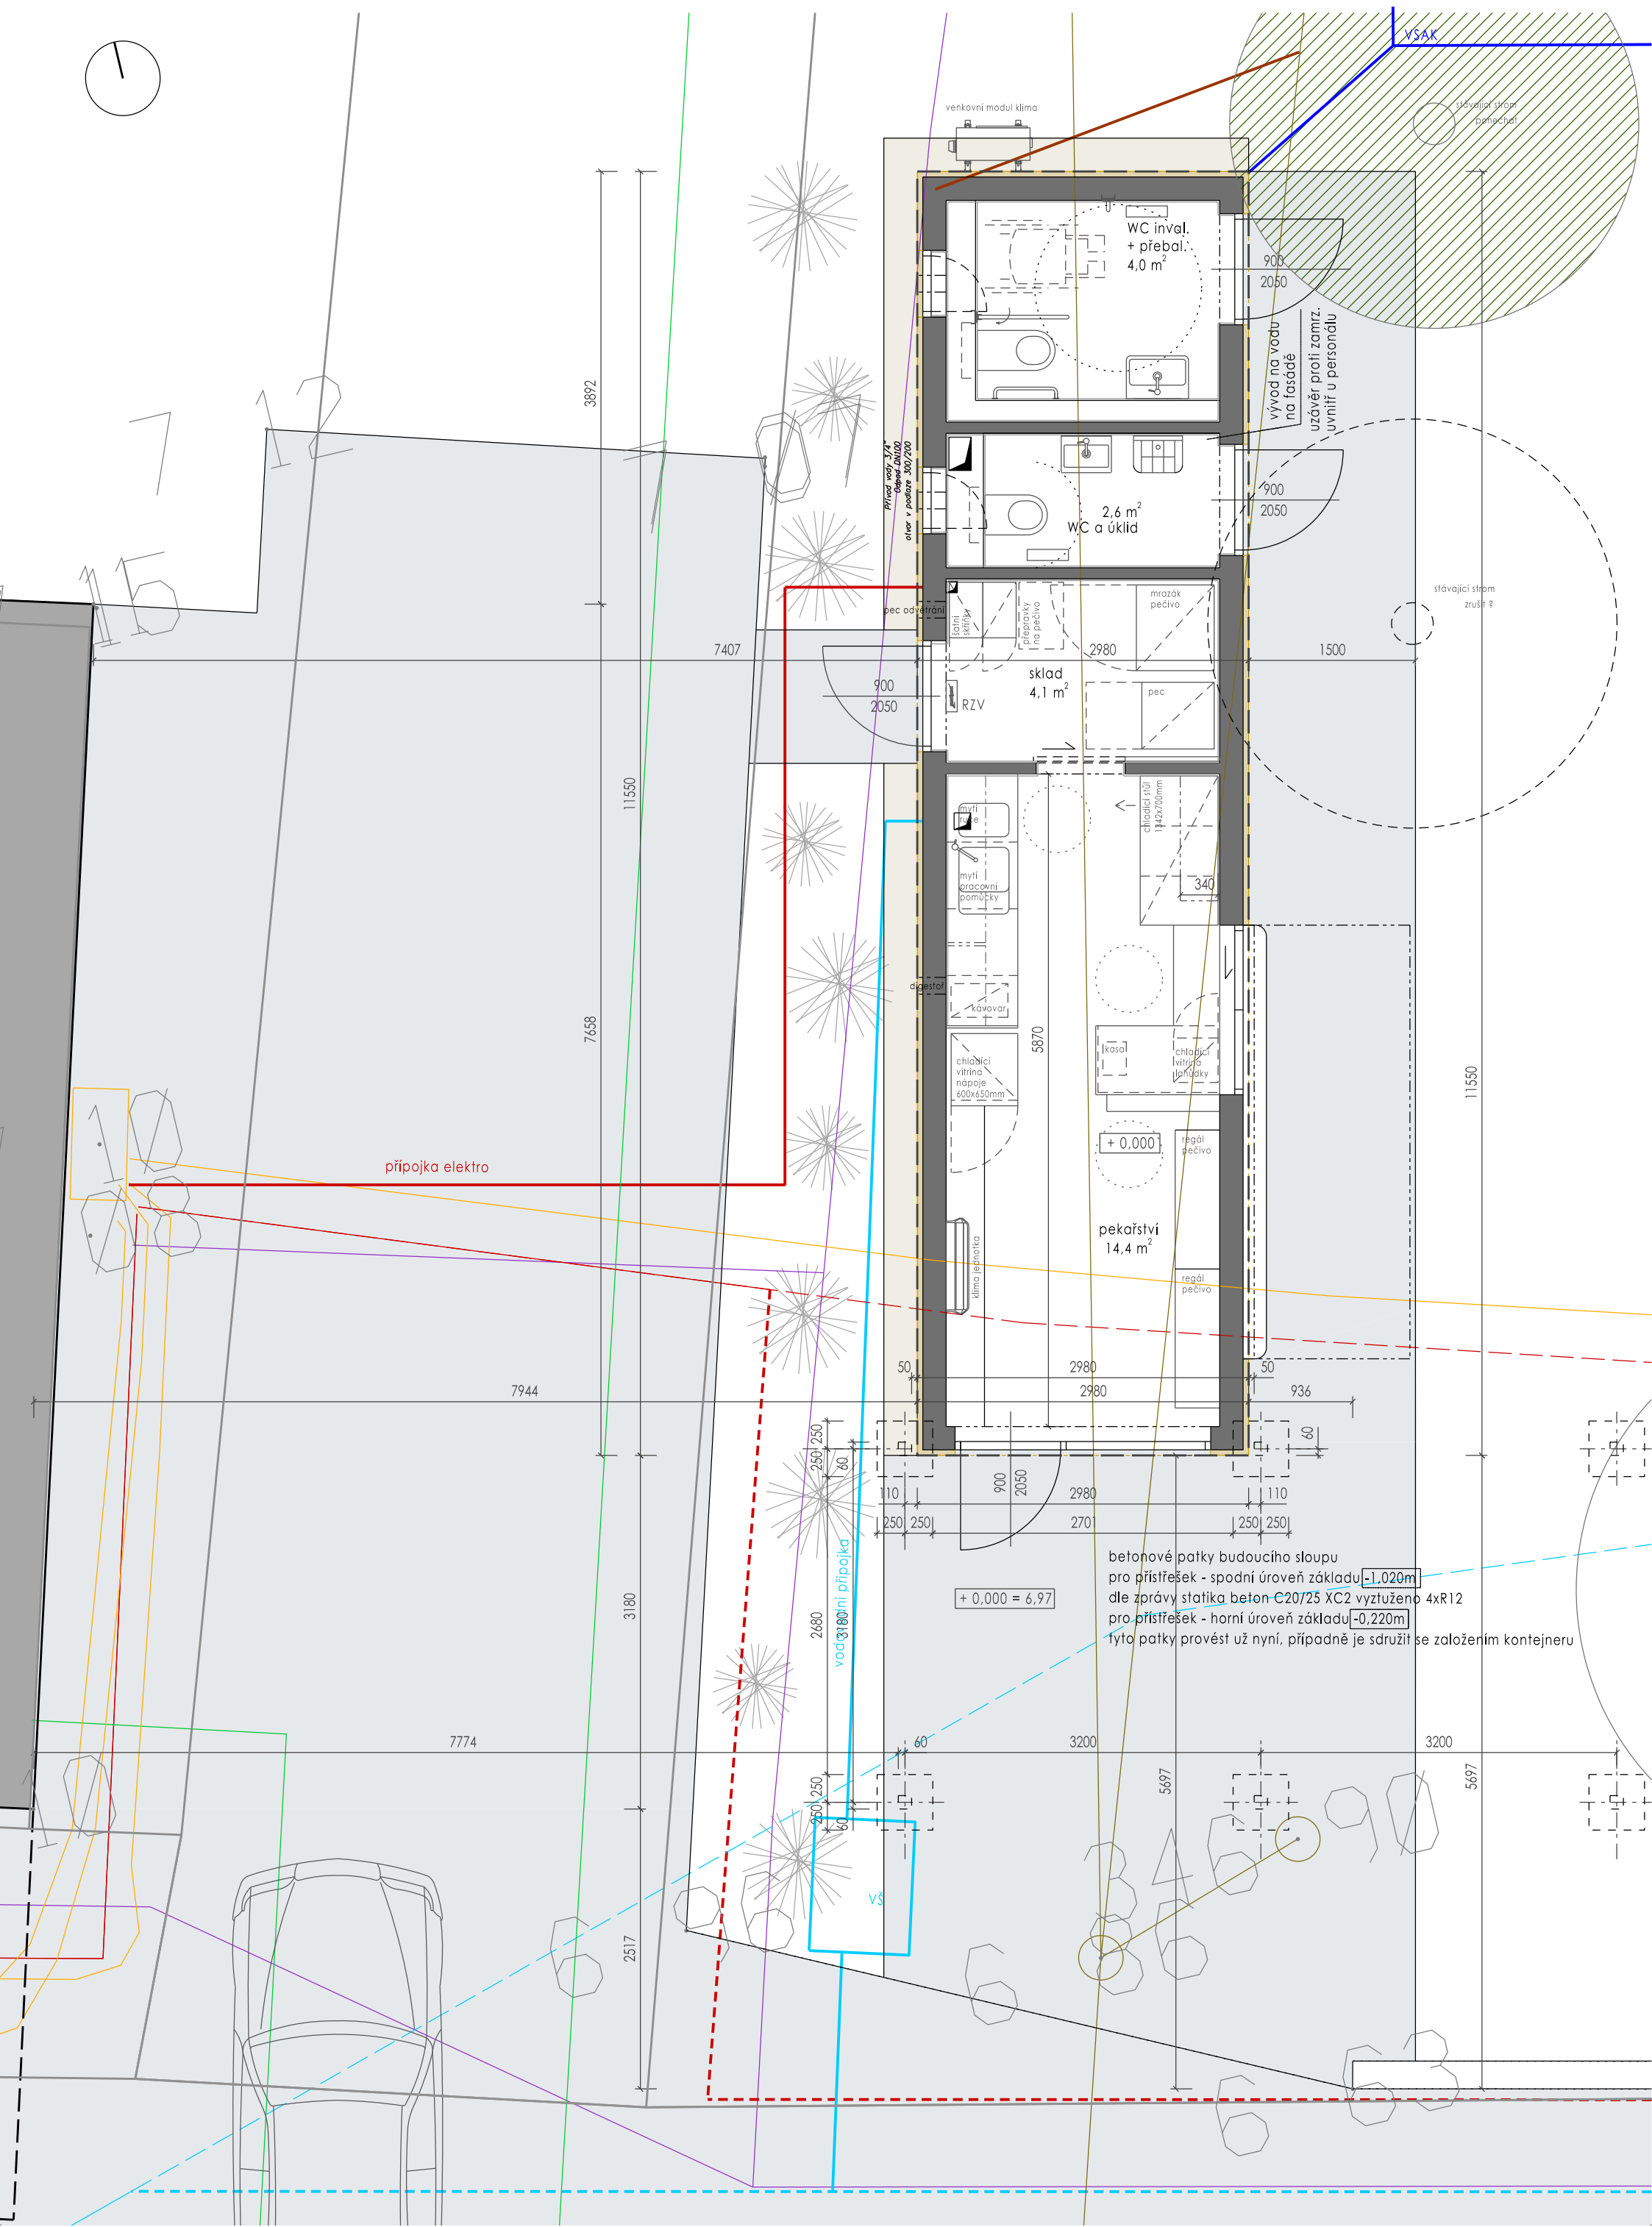 VSAK
stávající strom
ponechat
venkovní modul klima
WC inval.
+ přebal.
4,0 m²
900
2050
vývod na vodu
na fasádě
uzávěr proti zamrz.
uvnitř u personálu
3892
Přívod vody 3/4"
Odpad DN100
otvor v podlaze 300/200
900
2050
2,6 m²
WC a úklid
stávající strom
zrušit ?
pec odvětrání
šatní
skříňky
přepravky
na pečivo
mrazák
pečivo
7407
2980
1500
sklad
4,1 m²
900
2050
RZV
pec
11550
mytí
ruce
chladící stůl
1342x700mm
mytí
pracovní
pomůcky
340
digestoř
kávovar
7658
5870
kasa
chladící
vitrína
lahůdky
chladící
vitrína
nápoje
600x650mm
11550
+ 0,000
regál
pečivo
přípojka elektro
pekařství
14,4 m²
klima jednotka
regál
pečivo
50
2980
50
7944
2980
936
250
250
60
60
900
2050
110
2980
110
250
250
2701
250
250
betonové patky budoucího sloupu
pro přístřešek - spodní úroveň základu -1,020m
dle zprávy statika beton C20/25 XC2 vyztuženo 4xR12
pro přístřešek - horní úroveň základu -0,220m
tyto patky provést už nyní, případně je sdružit se založením kontejneru
+ 0,000 = 6,97
vodovodní přípojka
3180
2680
3180
7774
60
3200
3200
250
250
60
5697
5697
VŠ
2517